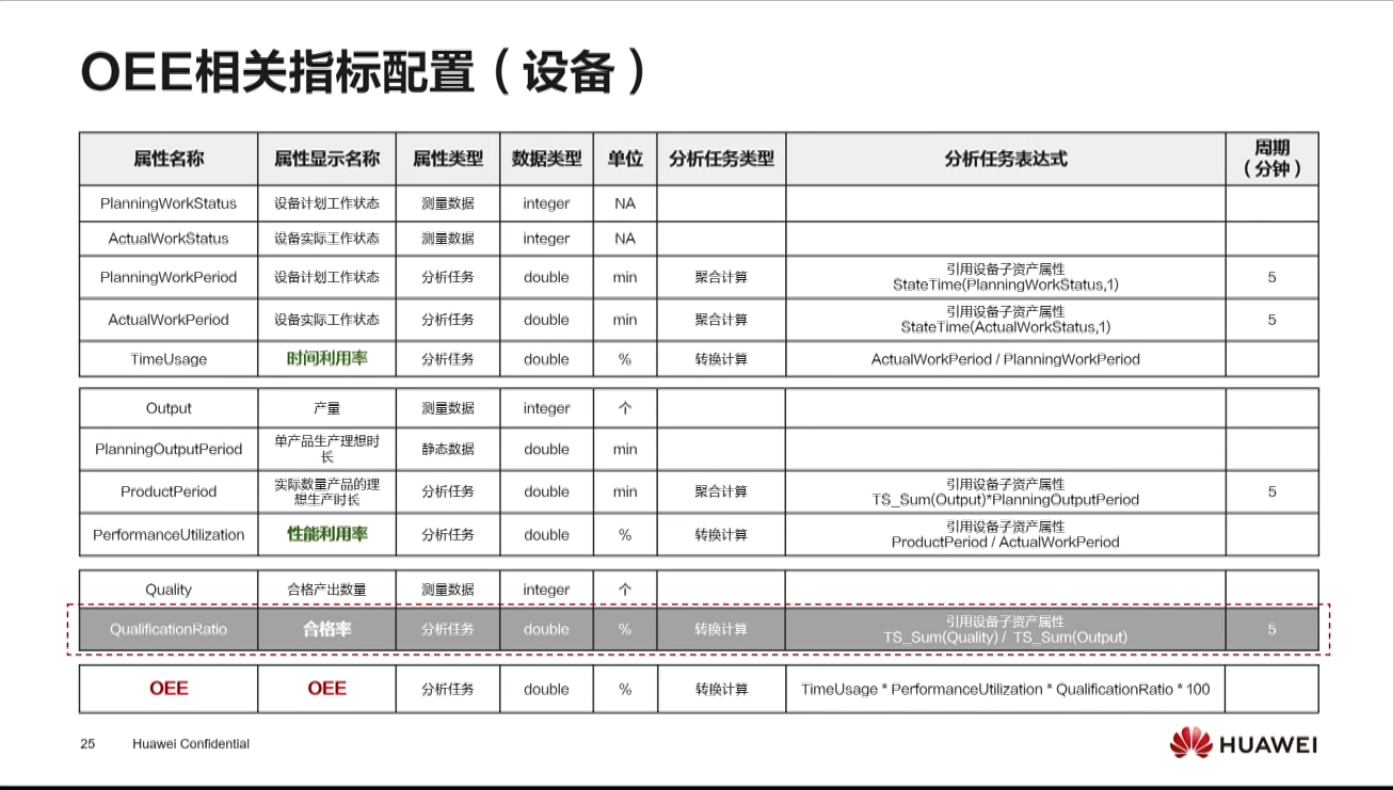 OEE相关指标配置（设备）
属性名称 属性显示名称 属性类型 数据类型 单位 分析任务类型 分析任务表达式 周期
（分钟）
PlanningWorkStatus 设备计划工作状态 测量数据 integer NA
ActualWorkStatus 设备实际工作状态 测量数据 integer NA
PlanningWorkPeriod 设备计划工作状态 分析任务 double min 聚合计算 引用设备子资产属性 5
StateTime(PlanningWorkStatus,1)
ActualWorkPeriod 设备实际工作状态 分析任务 double min 聚合计算 引用设备子资产属性 5
StateTime(ActualWorkStatus,1)
TimeUsage 时间利用率 分析任务 double % 转换计算 ActualWorkPeriod / PlanningWorkPeriod
Output 产量 测量数据 integer 个
PlanningOutputPeriod 单产品生产理想时 静态数据 double min
长
ProductPeriod 实际数量产品的理 分析任务 double min 聚合计算 引用设备子资产属性 5
想生产时长 TS_Sum(Output)*PlanningOutputPeriod
PerformanceUtilization 性能利用率 分析任务 double % 转换计算 引用设备子资产属性
ProductPeriod / ActualWorkPeriod
Quality 合格产出数量 测量数据 integer 个
QualificationRatio 合格率 分析任务 double % 转换计算 引用设备子资产属性 5
TS_Sum(Quality) / TS_Sum(Output)
OEE OEE 分析任务 double % 转换计算 TimeUsage * PerformanceUtilization * QualificationRatio * 100
25 Huawei Confidential
HUAWEI